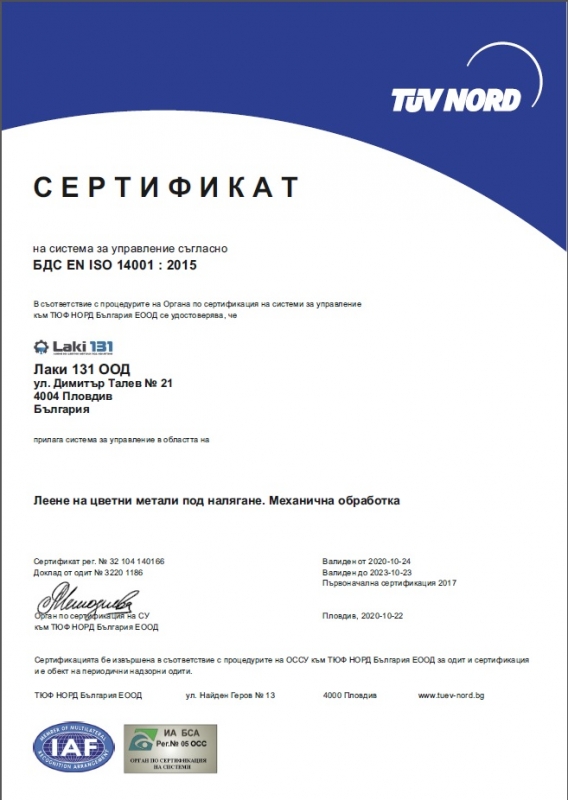 TÜV NORD
СЕРТИФИКАТ
на система за управление съгласно
БДС EN ISO 14001 : 2015
В съответствие с процедурите на Органа по сертификация на системи за управление
към ТЮФ НОРД България ЕООД се удостоверява, че
Laki 131
Лаки 131 ООД
ул. Димитър Талев № 21
4004 Пловдив
България
прилага система за управление в областта на
Леене на цветни метали под налягане. Механична обработка
Сертификат рег. № 32 104 140166
Доклад от одит № 3220 1186
Валиден от 2020-10-24
Валиден до 2023-10-23
Първоначална сертификация 2017
Орган по сертификация на СУ
към ТЮФ НОРД България ЕООД
Пловдив, 2020-10-22
Сертификацията бе извършена в съответствие с процедурите на ОССУ към ТЮФ НОРД България ЕООД за одит и сертификация
и е обект на периодични надзорни одити.
ТЮФ НОРД България ЕООД ул. Найден Геров № 13 4000 Пловдив www.tuev-nord.bg
MEMBER OF MULTILATERAL
IAF
RECOGNITION ARRANGEMENT
ИА БСА
Рег.№ 05 ОСС
ОРГАН ПО СЕРТИФИКАЦИЯ
НА СИСТЕМИ